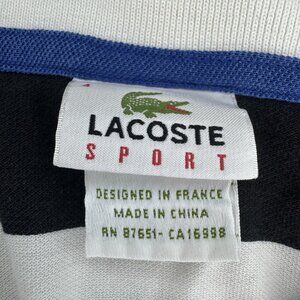 LACOSTE
SPORT
DESIGNED IN FRANCE
MADE IN CHINA
RN 87651 - CA16998